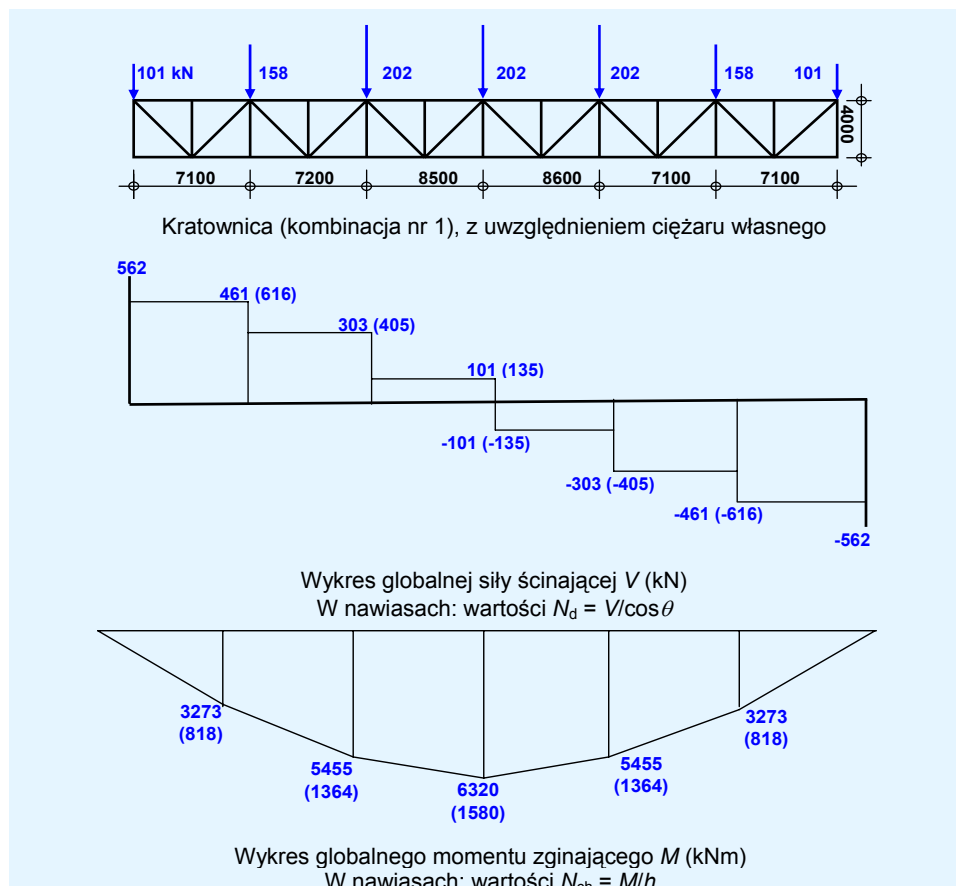 101 kN 158 202 202 202 158 101
4000
7100 7200 8500 8600 7100 7100
Kratownica (kombinacja nr 1), z uwzględnieniem ciężaru własnego
562
461 (616)
303 (405)
101 (135)
-101 (-135)
-303 (-405)
-461 (-616)
-562
Wykres globalnej siły ścinającej V (kN)
W nawiasach: wartości Nd = V/cosθ
3273 3273
(818) (818)
5455 5455
(1364) (1364)
6320
(1580)
Wykres globalnego momentu zginającego M (kNm)
W nawiasach: wartości Nch = M/h